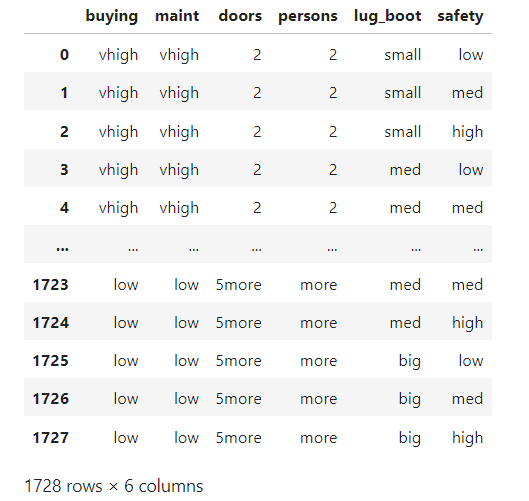 buying maint doors persons lug_boot safety
0 vhigh vhigh 2 2 small low
1 vhigh vhigh 2 2 small med
2 vhigh vhigh 2 2 small high
3 vhigh vhigh 2 2 med low
4 vhigh vhigh 2 2 med med
... ... ... ... ... ... ...
1723 low low 5more more med med
1724 low low 5more more med high
1725 low low 5more more big low
1726 low low 5more more big med
1727 low low 5more more big high
1728 rows × 6 columns